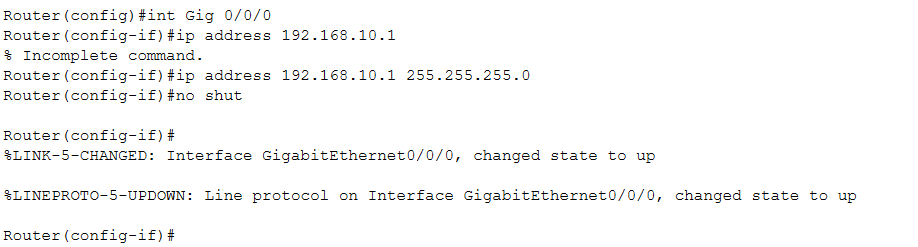 Router(config)#int Gig 0/0/0
Router(config-if)#ip address 192.168.10.1
% Incomplete command.
Router(config-if)#ip address 192.168.10.1 255.255.255.0
Router(config-if)#no shut
Router(config-if)#
%LINK-5-CHANGED: Interface GigabitEthernet0/0/0, changed state to up
%LINEPROTO-5-UPDOWN: Line protocol on Interface GigabitEthernet0/0/0, changed state to up
Router(config-if)#